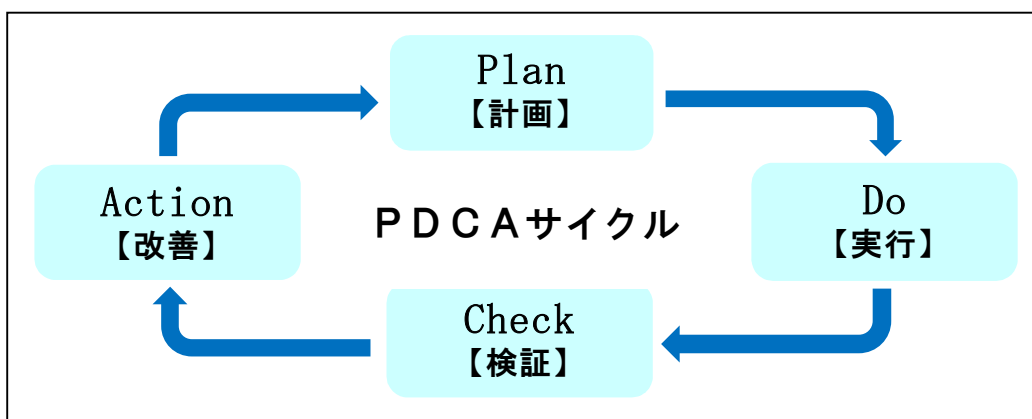 Plan
【計画】
Do
【実行】
Check
【検証】
Action
【改善】
ＰＤＣＡサイクル